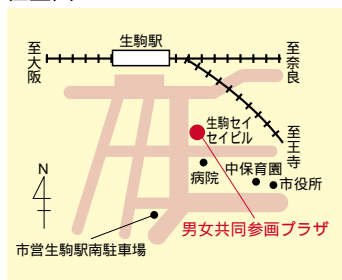 生駒駅
至大阪
至奈良
生駒セイ
セイビル
至王寺
病院
中保育園
市役所
N
男女共同参画プラザ
市営生駒駅南駐車場